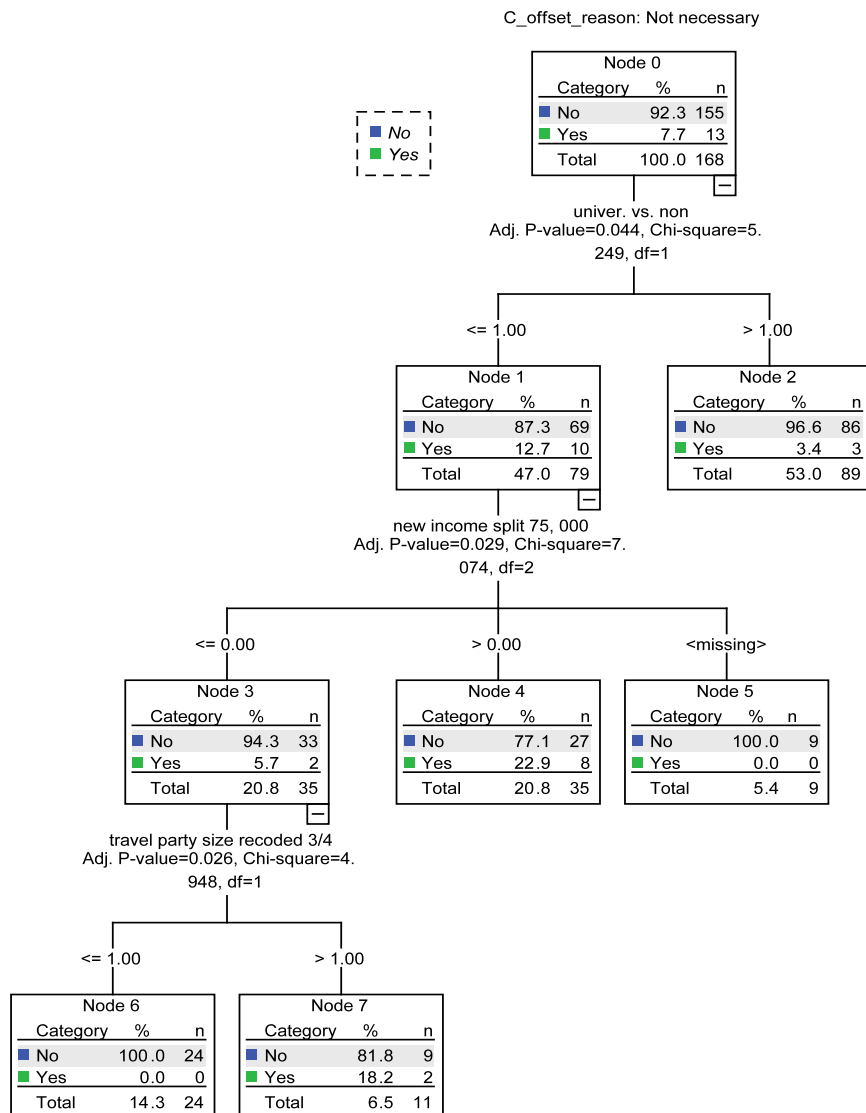 C_offset_reason: Not necessary
Node 0
Category % n
No 92.3 155
Yes 7.7 13
Total 100.0 168
No
Yes
univer. vs. non
Adj. P-value=0.044, Chi-square=5.
249, df=1
<= 1.00
> 1.00
Node 1
Category % n
No 87.3 69
Yes 12.7 10
Total 47.0 79
Node 2
Category % n
No 96.6 86
Yes 3.4 3
Total 53.0 89
new income split 75, 000
Adj. P-value=0.029, Chi-square=7.
074, df=2
<= 0.00
> 0.00
<missing>
Node 3
Category % n
No 94.3 33
Yes 5.7 2
Total 20.8 35
Node 4
Category % n
No 77.1 27
Yes 22.9 8
Total 20.8 35
Node 5
Category % n
No 100.0 9
Yes 0.0 0
Total 5.4 9
travel party size recoded 3/4
Adj. P-value=0.026, Chi-square=4.
948, df=1
<= 1.00
> 1.00
Node 6
Category % n
No 100.0 24
Yes 0.0 0
Total 14.3 24
Node 7
Category % n
No 81.8 9
Yes 18.2 2
Total 6.5 11